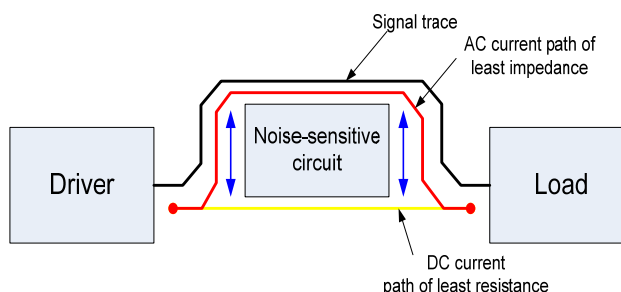 Signal trace
AC current path of
least impedance
Noise-sensitive
circuit
Driver
Load
DC current
path of least resistance